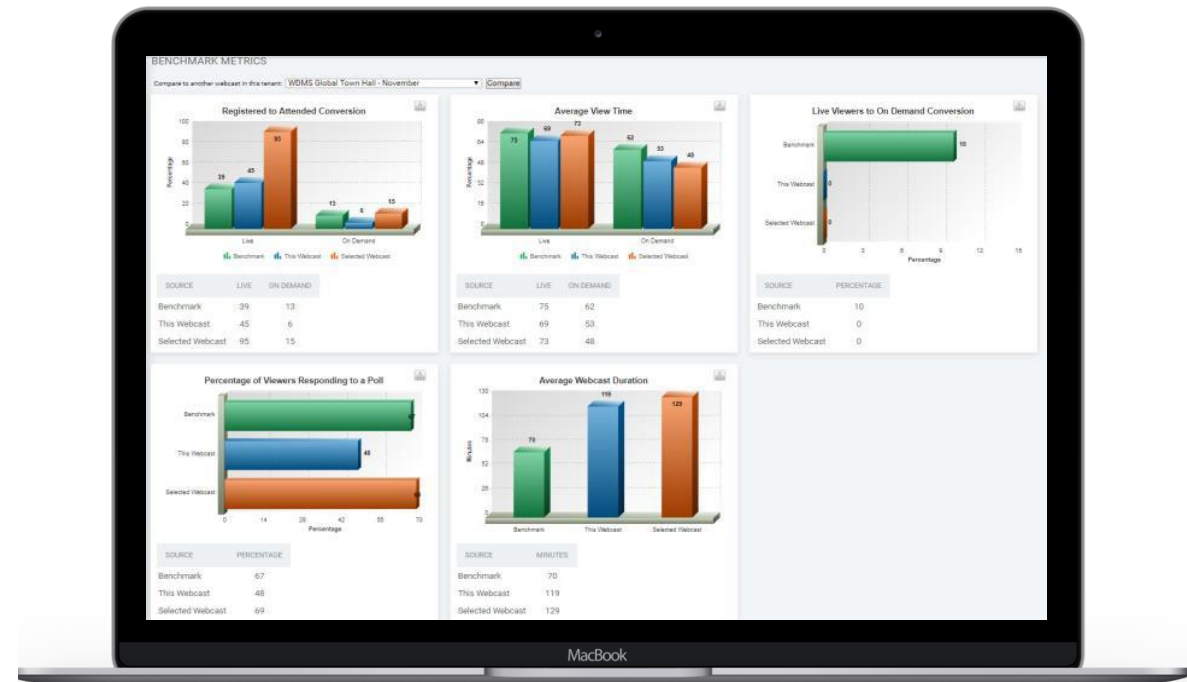 BENCHMARK METRICS
Compare to another webcast in this tenant: WDMS Global Town Hall - November Compare
Registered to Attended Conversion
100
80
60
40
20
0
Percentage
39
45
95
13
6
15
Live
On Demand
Benchmark This Webcast Selected Webcast
SOURCE LIVE ON DEMAND
Benchmark 39 13
This Webcast 45 6
Selected Webcast 95 15
Average View Time
80
64
48
32
16
0
Percentage
75
69
73
62
53
48
Live
On Demand
Benchmark This Webcast Selected Webcast
SOURCE LIVE ON DEMAND
Benchmark 75 62
This Webcast 69 53
Selected Webcast 73 48
Live Viewers to On Demand Conversion
Benchmark
10
This Webcast
0
Selected Webcast
0
0 3 6 9 12 15
Percentage
SOURCE PERCENTAGE
Benchmark 10
This Webcast 0
Selected Webcast 0
Percentage of Viewers Responding to a Poll
Benchmark
67
This Webcast
48
Selected Webcast
0 14 28 42 56 70
Percentage
SOURCE PERCENTAGE
Benchmark 67
This Webcast 48
Selected Webcast 69
Average Webcast Duration
130
104
78
52
26
0
Minutes
70
119
129
Benchmark This Webcast Selected Webcast
SOURCE MINUTES
Benchmark 70
This Webcast 119
Selected Webcast 129
MacBook